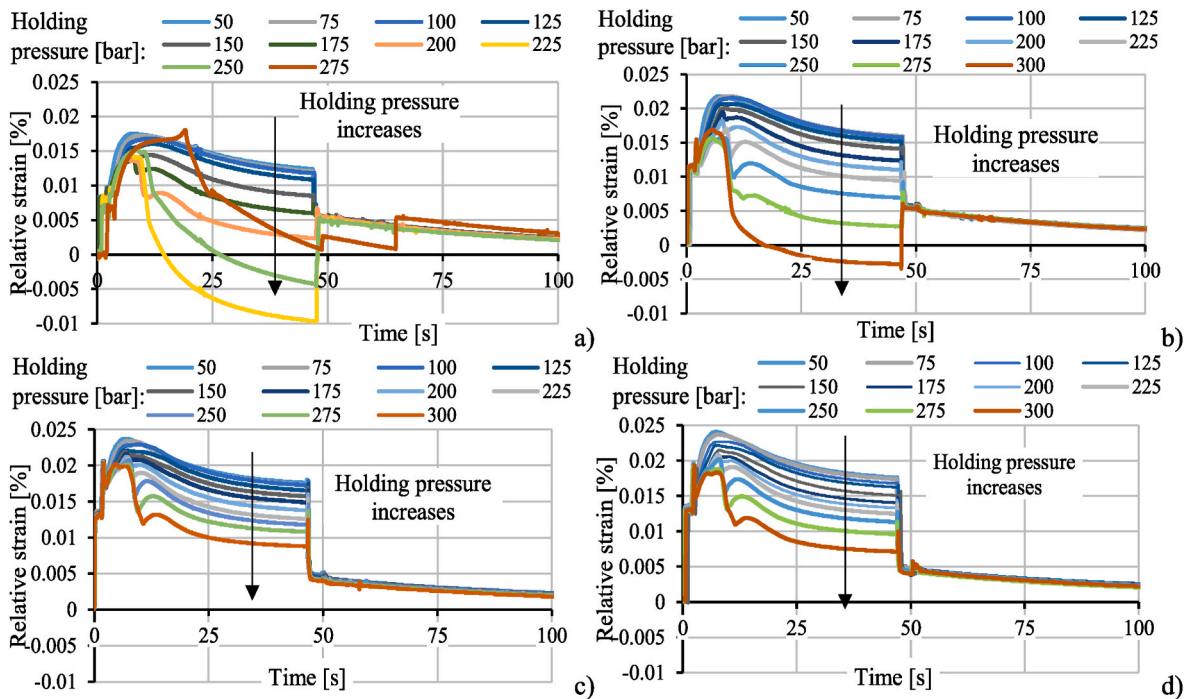 Holding
pressure [bar]:
50 75 100 125
150 175 200 225
250 275
Relative strain [%]
0.025
0.02
0.015
0.01
0.005
0
-0.005
-0.01
Holding pressure
increases
0 25 50 75 100
Time [s]
a)
Holding
pressure [bar]:
50 75 100 125
150 175 200 225
250 275 300
Relative strain [%]
0.025
0.02
0.015
0.01
0.005
0
-0.005
-0.01
Holding pressure
increases
0 25 50 75 100
Time [s]
b)
Holding
pressure [bar]:
50 75 100 125
150 175 200 225
250 275 300
Relative strain [%]
0.025
0.02
0.015
0.01
0.005
0
-0.005
-0.01
Holding pressure
increases
0 25 50 75 100
Time [s]
c)
Holding
pressure [bar]:
50 75 100 125
150 175 200 225
250 275 300
Relative strain [%]
0.025
0.02
0.015
0.01
0.005
0
-0.005
-0.01
Holding pressure
increases
0 25 50 75 100
Time [s]
d)